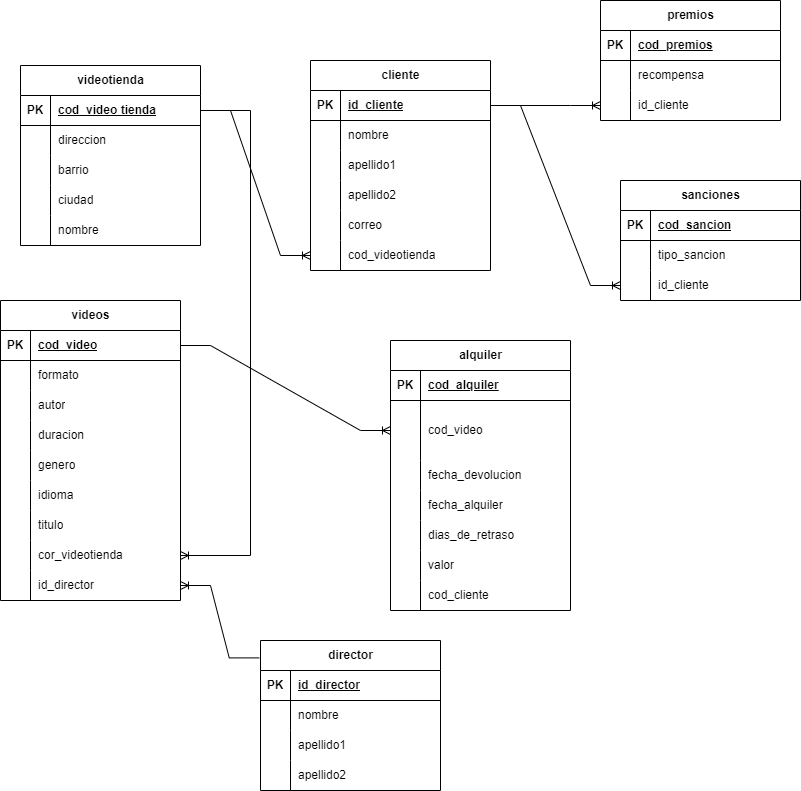 premios
PK cod_premios
recompensa
id_cliente
videotienda
PK cod_video tienda
direccion
barrio
ciudad
nombre
cliente
PK id_cliente
nombre
apellido1
apellido2
correo
cod_videotienda
sanciones
PK cod_sancion
tipo_sancion
id_cliente
videos
PK cod_video
formato
autor
duracion
genero
idioma
titulo
cor_videotienda
id_director
alquiler
PK cod_alquiler
cod_video
fecha_devolucion
fecha_alquiler
dias_de_retraso
valor
cod_cliente
director
PK id_director
nombre
apellido1
apellido2